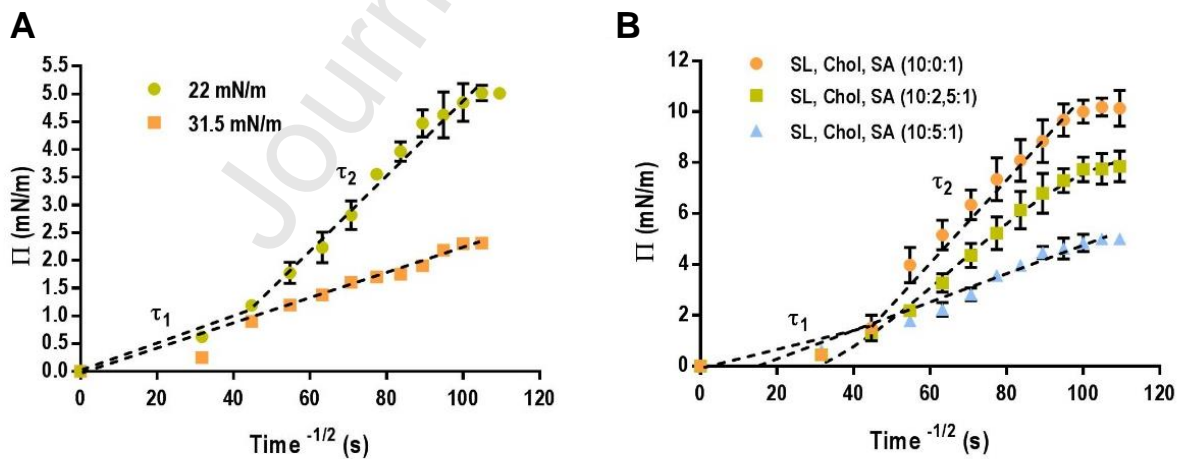 A
5.5
5.0
4.5
4.0
3.5
3.0
2.5
2.0
1.5
1.0
0.5
0.0
Π (mN/m)
22 mN/m
31.5 mN/m
τ1
τ2
0 20 40 60 80 100 120
Time -1/2 (s)
Journ
B
12
10
8
6
4
2
0
Π (mN/m)
SL, Chol, SA (10:0:1)
SL, Chol, SA (10:2,5:1)
SL, Chol, SA (10:5:1)
τ1
τ2
0 20 40 60 80 100 120
Time -1/2 (s)